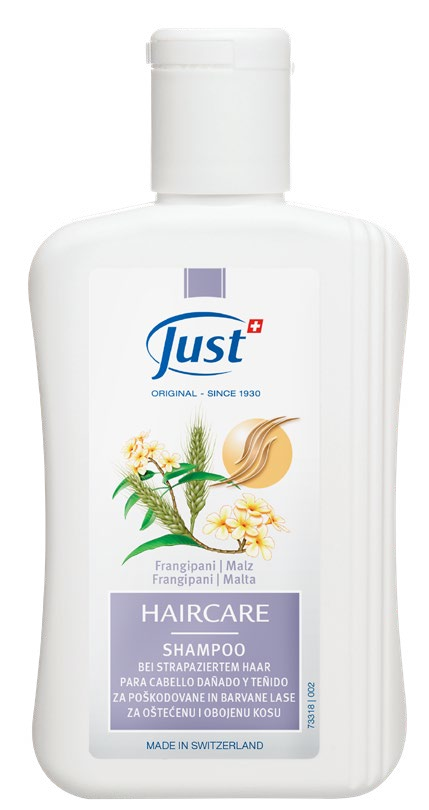 Just
ORIGINAL - SINCE 1930
Frangipani | Malz
Frangipani | Malta
HAIRCARE
SHAMPOO
BEI STRAPAZIERTEM HAAR
PARA CABELLO DAÑADO Y TEÑIDO
ZA POŠKODOVANE IN BARVANE LASE
ZA OŠTEĆENU I OBOJENU KOSU
73318 | 002
MADE IN SWITZERLAND